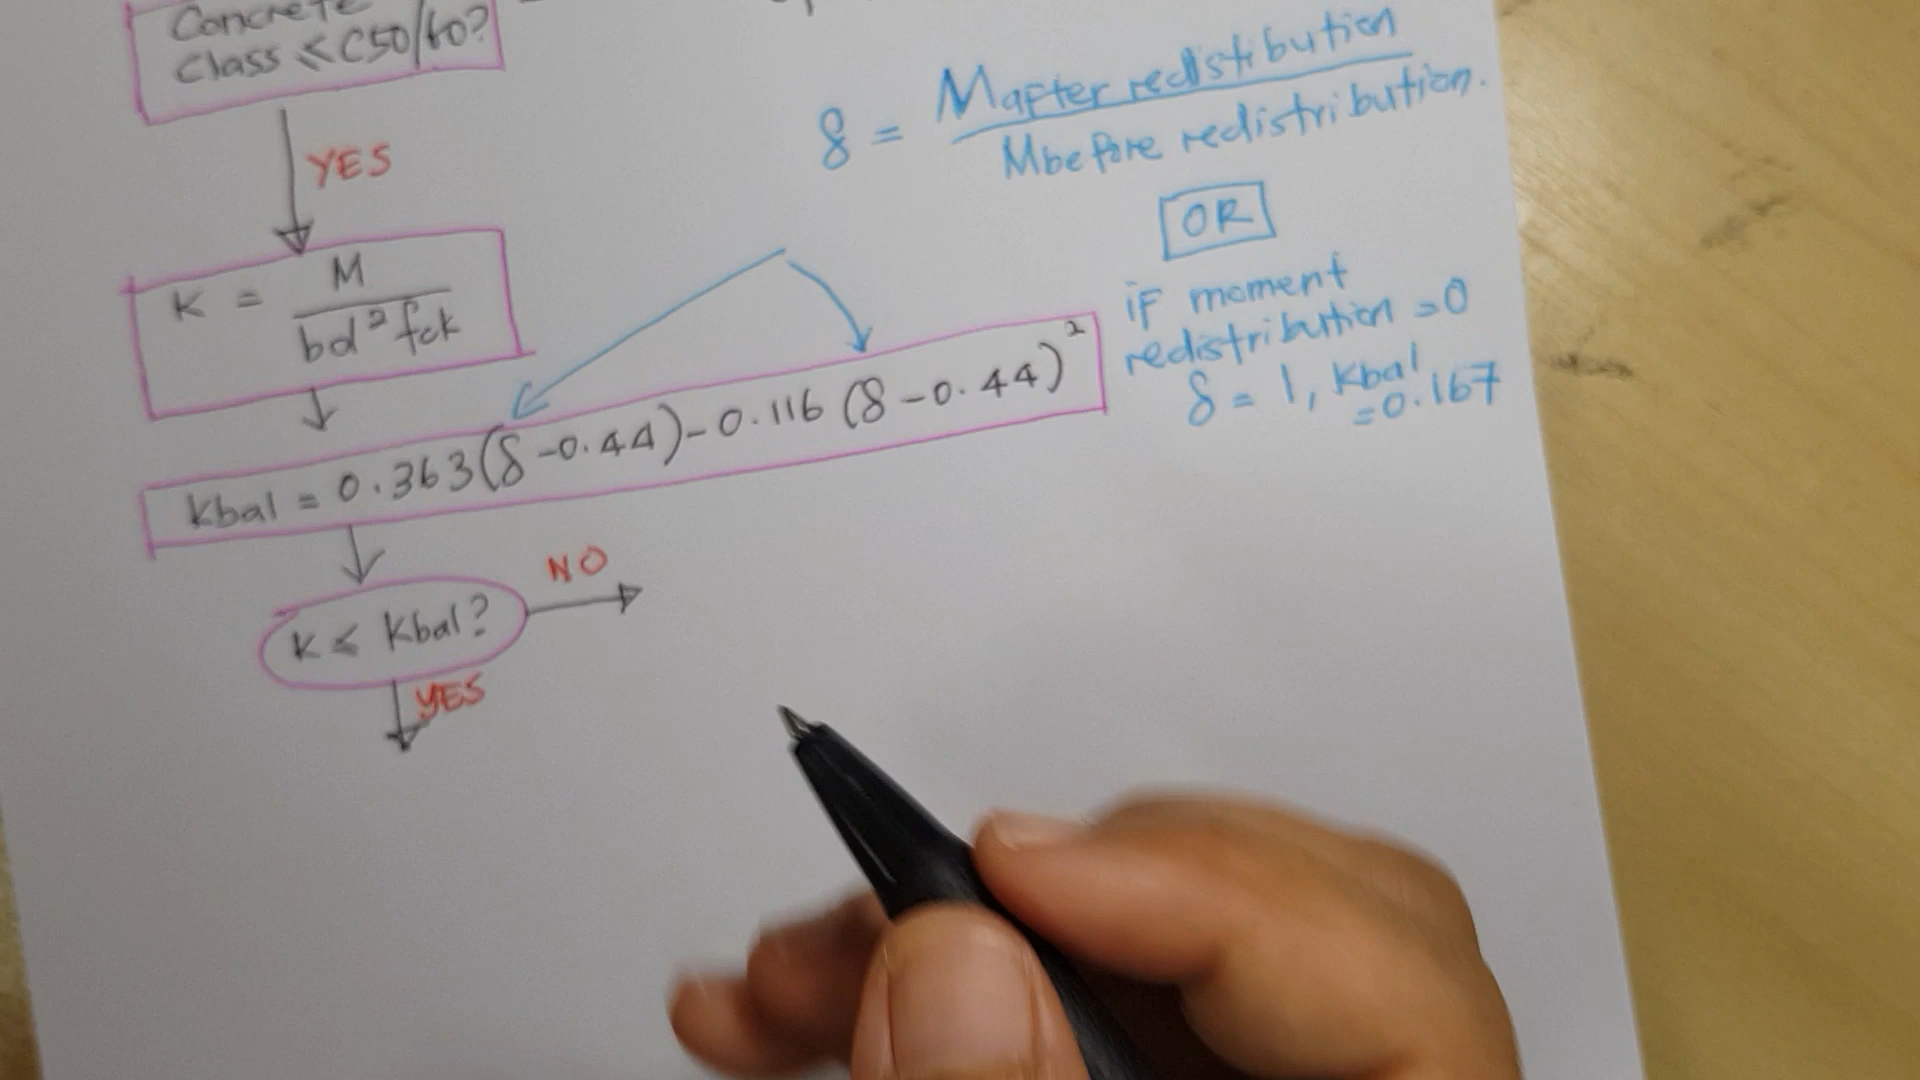 Concrete
Class ≤ C50/60?
YES
K = M / bd²fck
δ = Mafter redistribution / Mbefore redistribution.
OR
if moment
redistribution = 0
δ = 1, Kbal
= 0.167
Kbal = 0.363(δ - 0.44) - 0.116(δ - 0.44)²
K ≤ Kbal?
NO
YES